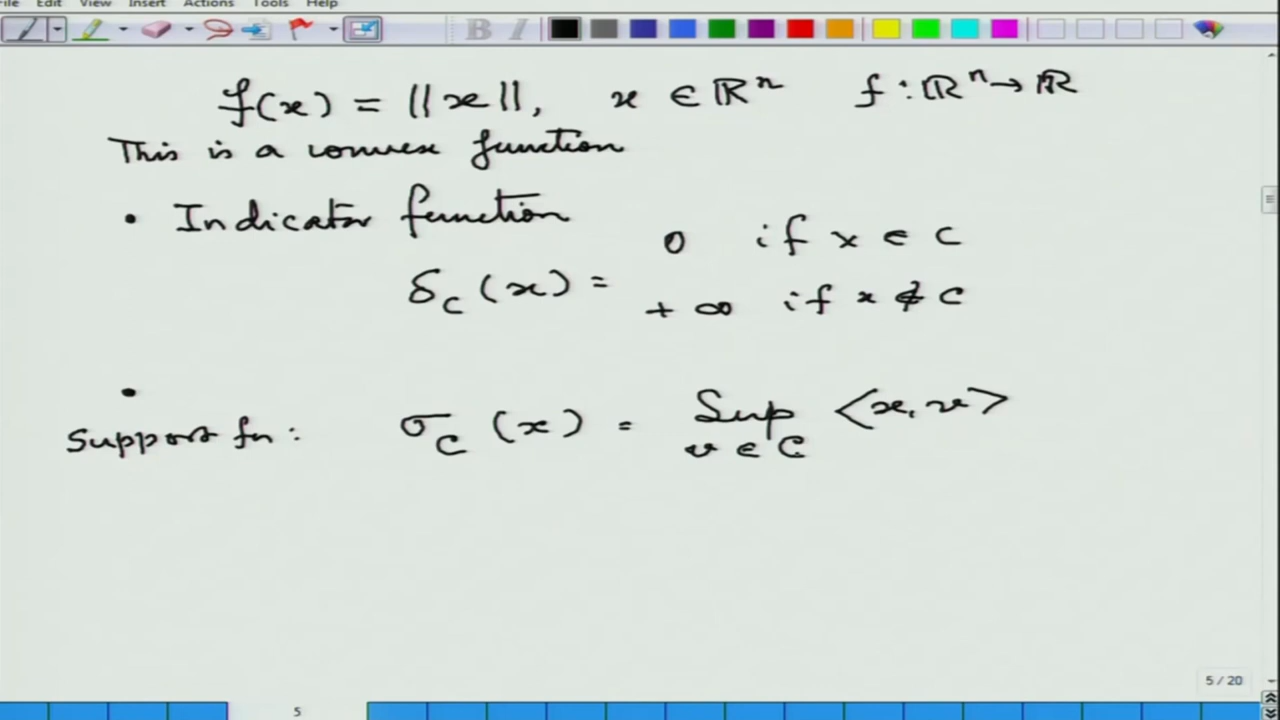 File Edit View Insert Actions Tools Help
f(x) = ||x||, x ∈ ℝⁿ f : ℝⁿ → ℝ
This is a convex function
• Indicator function
δ_C (x) = 0 if x ∈ C
+ ∞ if x ∉ C
•
Support fn : σ_C (x) = Sup_{v ∈ C} <x, v>
5 / 20
5